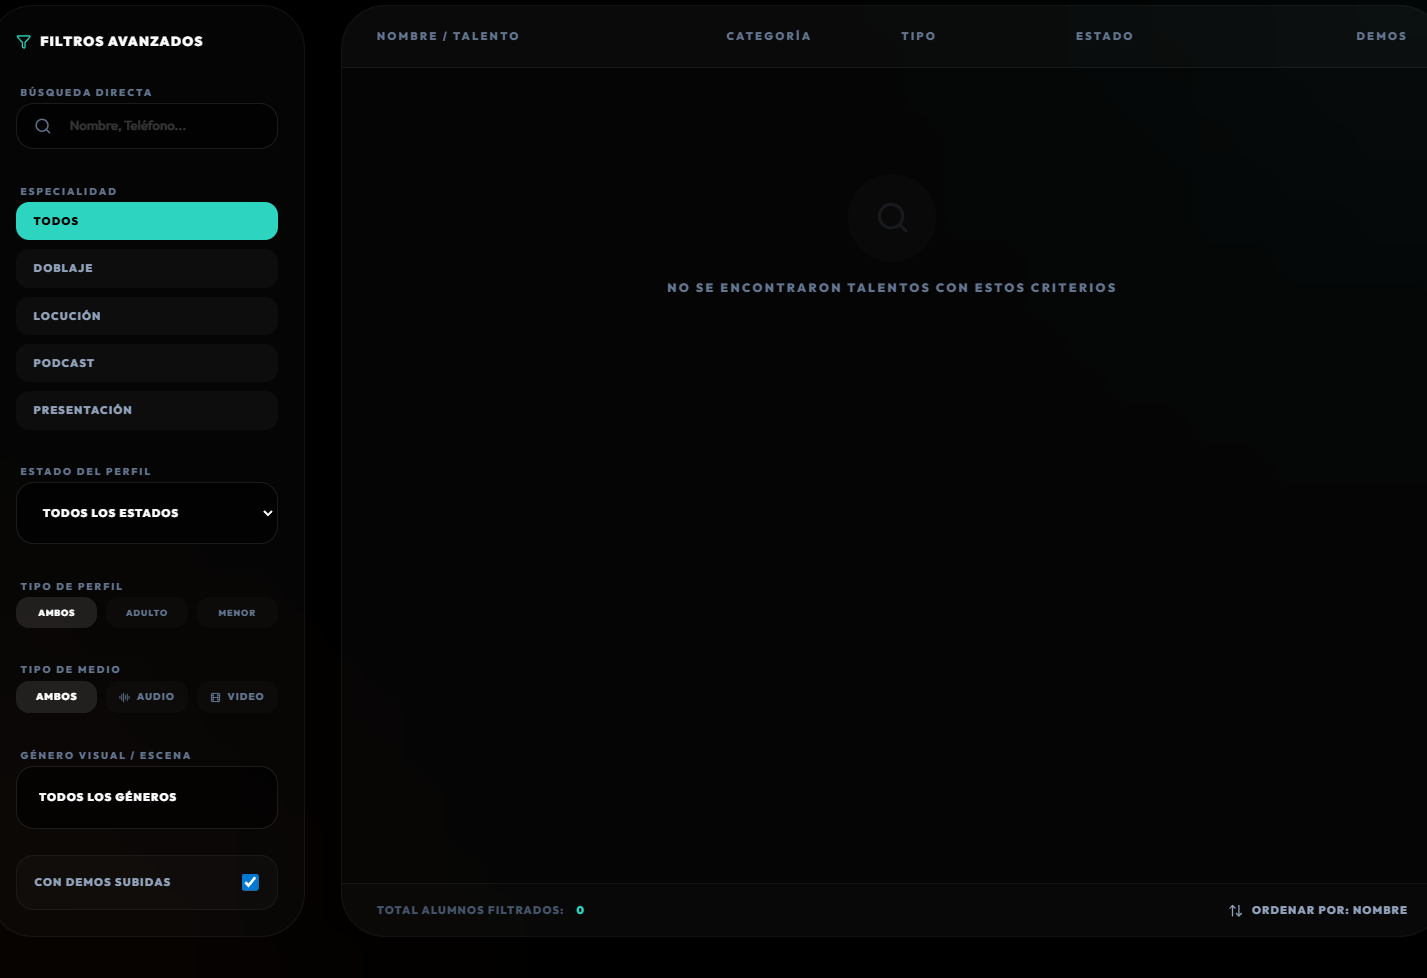 FILTROS AVANZADOS
BÚSQUEDA DIRECTA
Nombre, Teléfono...
ESPECIALIDAD
TODOS
DOBLAJE
LOCUCIÓN
PODCAST
PRESENTACIÓN
ESTADO DEL PERFIL
TODOS LOS ESTADOS
TIPO DE PERFIL
AMBOS ADULTO MENOR
TIPO DE MEDIO
AMBOS AUDIO VIDEO
GÉNERO VISUAL / ESCENA
TODOS LOS GÉNEROS
CON DEMOS SUBIDAS
NOMBRE / TALENTO CATEGORÍA TIPO ESTADO DEMOS
NO SE ENCONTRARON TALENTOS CON ESTOS CRITERIOS
TOTAL ALUMNOS FILTRADOS: 0 ORDENAR POR: NOMBRE